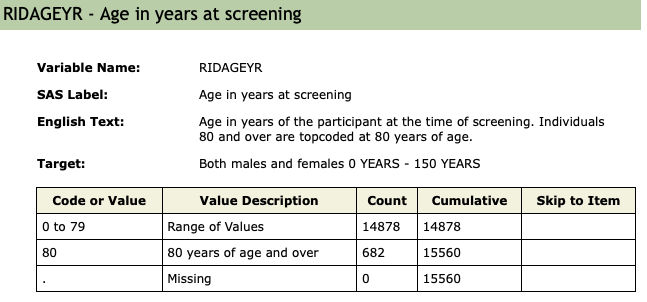 RIDAGEYR - Age in years at screening
Variable Name: RIDAGEYR
SAS Label: Age in years at screening
English Text: Age in years of the participant at the time of screening. Individuals
80 and over are topcoded at 80 years of age.
Target: Both males and females 0 YEARS - 150 YEARS
Code or Value Value Description Count Cumulative Skip to Item
0 to 79 Range of Values 14878 14878
80 80 years of age and over 682 15560
. Missing 0 15560